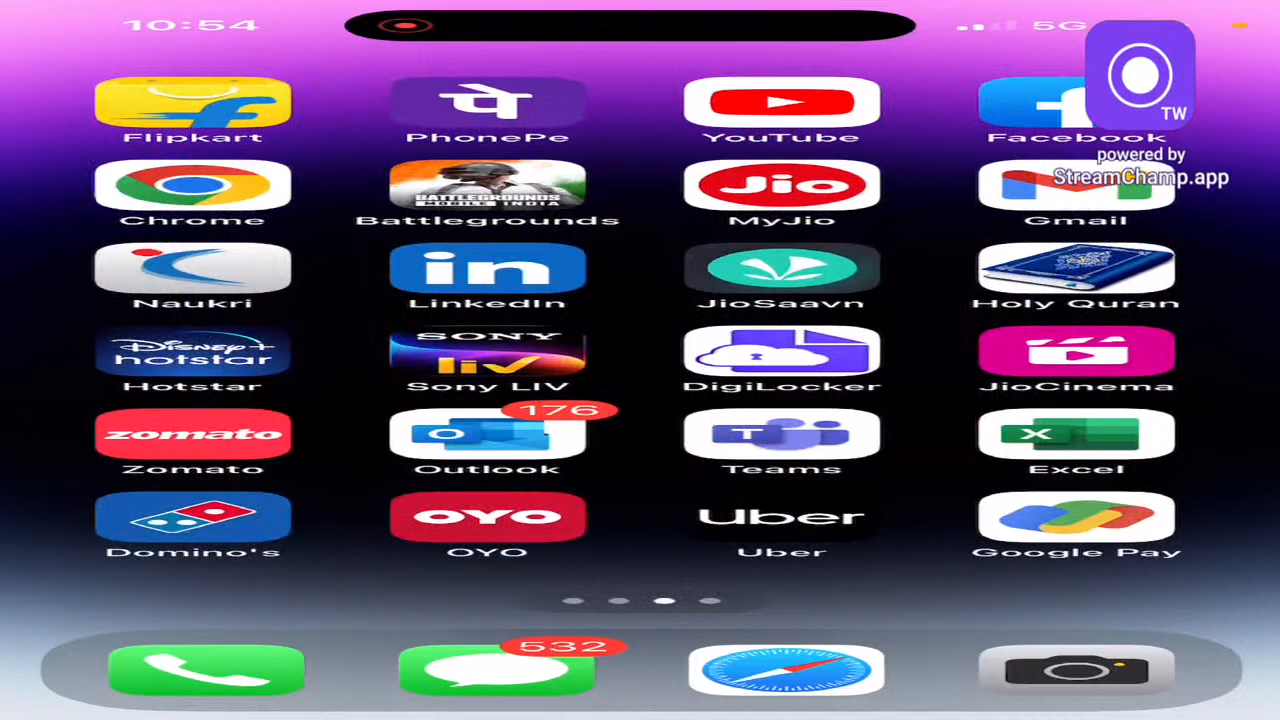 10:54 5G
TW
powered by
StreamChamp.app
Flipkart पे PhonePe YouTube Facebook
BATTLEGROUNDS
MOBILE INDIA
Jio
Chrome Battlegrounds MyJio Gmail
in
Naukri LinkedIn JioSaavn Holy Quran
Disney+
hotstar
SONY
liv
Hotstar Sony LIV DigiLocker JioCinema
176
zomato O T X
Zomato Outlook Teams Excel
OYO Uber
Domino's OYO Uber Google Pay
532